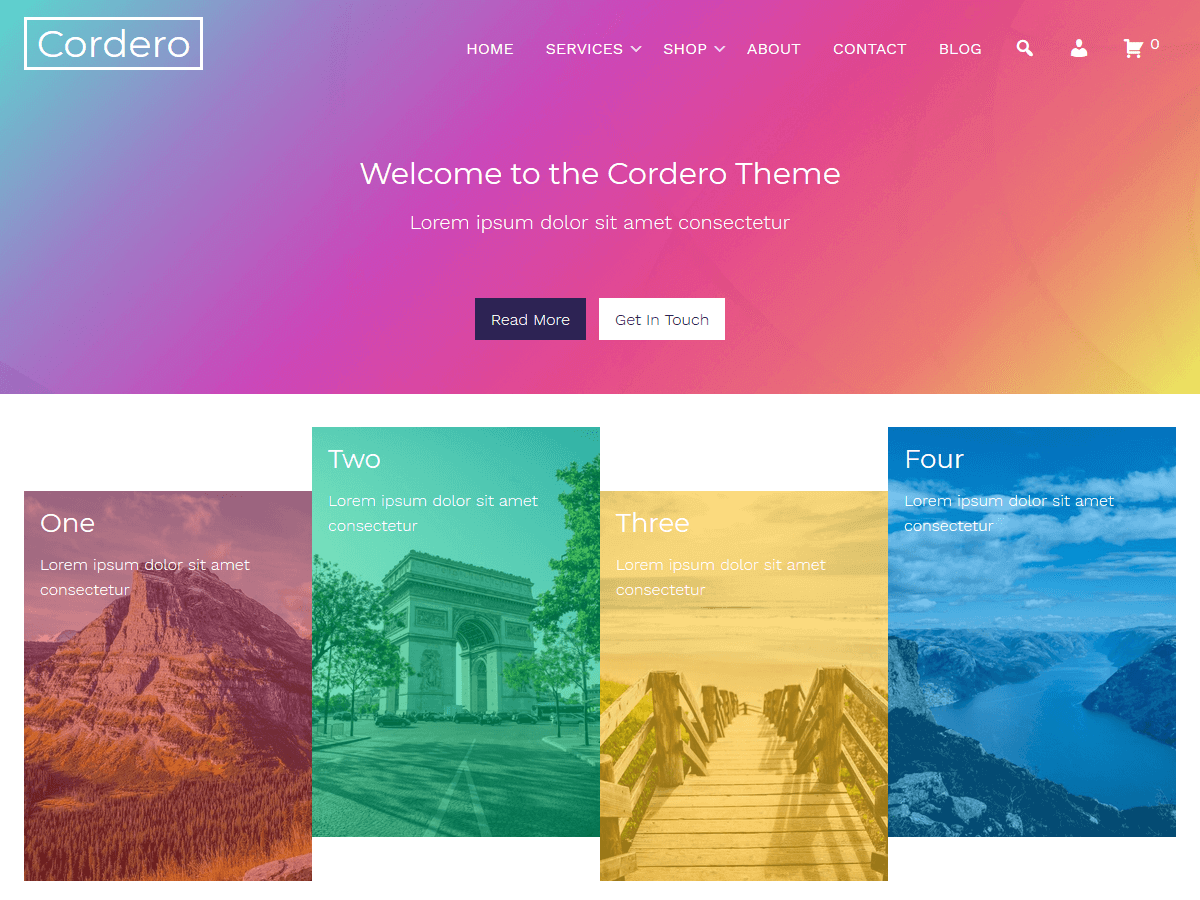 Cordero
HOME SERVICES SHOP ABOUT CONTACT BLOG 0
Welcome to the Cordero Theme
Lorem ipsum dolor sit amet consectetur
Read More
Get In Touch
One
Lorem ipsum dolor sit amet
consectetur
Two
Lorem ipsum dolor sit amet
consectetur
Three
Lorem ipsum dolor sit amet
consectetur
Four
Lorem ipsum dolor sit amet
consectetur